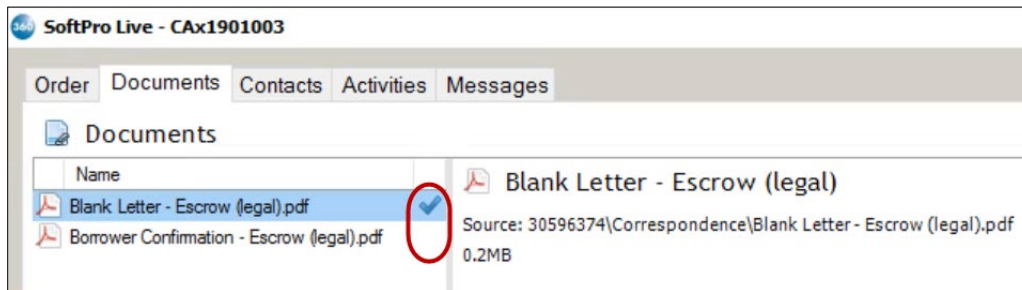 360 SoftPro Live - CAx1901003
Order Documents Contacts Activities Messages
Documents
Name
Blank Letter - Escrow (legal).pdf
Borrower Confirmation - Escrow (legal).pdf
Blank Letter - Escrow (legal)
Source: 30596374\Correspondence\Blank Letter - Escrow (legal).pdf
0.2MB